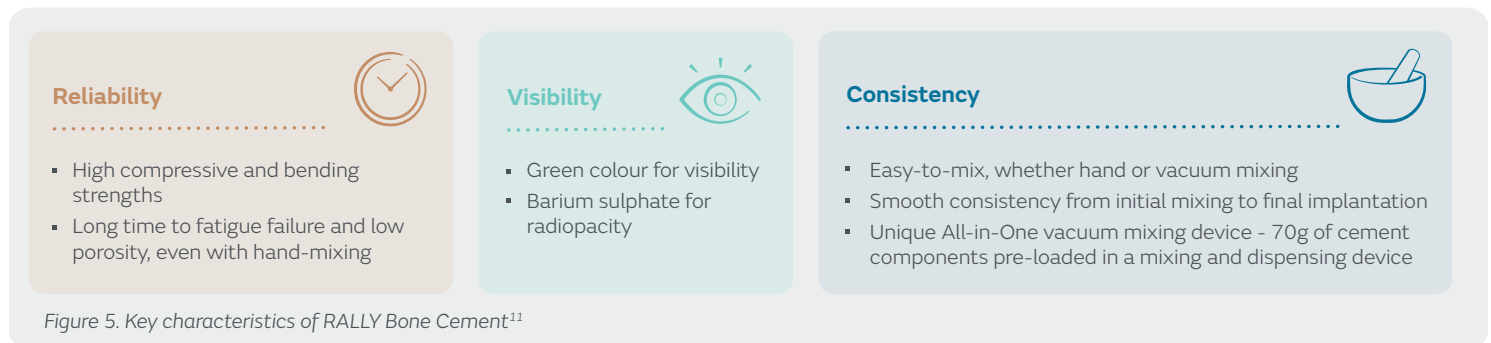 Reliability
▪ High compressive and bending
strengths
▪ Long time to fatigue failure and low
porosity, even with hand-mixing
Visibility
▪ Green colour for visibility
▪ Barium sulphate for
radiopacity
Consistency
▪ Easy-to-mix, whether hand or vacuum mixing
▪ Smooth consistency from initial mixing to final implantation
▪ Unique All-in-One vacuum mixing device - 70g of cement
components pre-loaded in a mixing and dispensing device
Figure 5. Key characteristics of RALLY Bone Cement¹¹